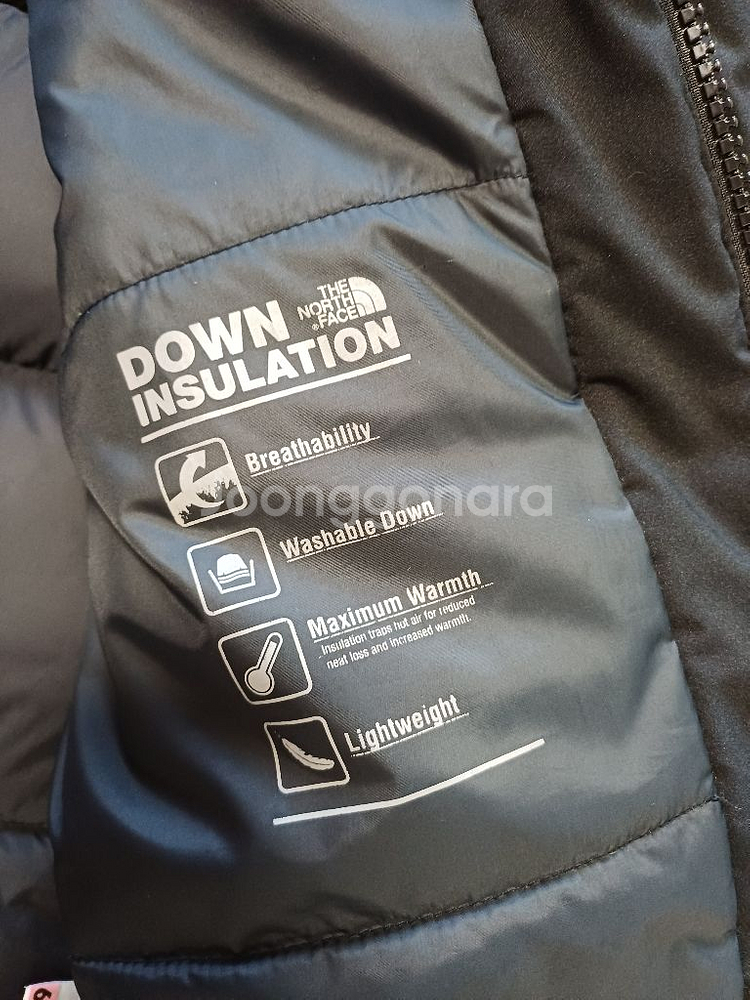 THE
NORTH
®FACE
DOWN
INSULATION
Breathability
Washable Down
Maximum Warmth
Insulation traps hot air for reduced
heat loss and increased warmth.
Lightweight
joonggonara